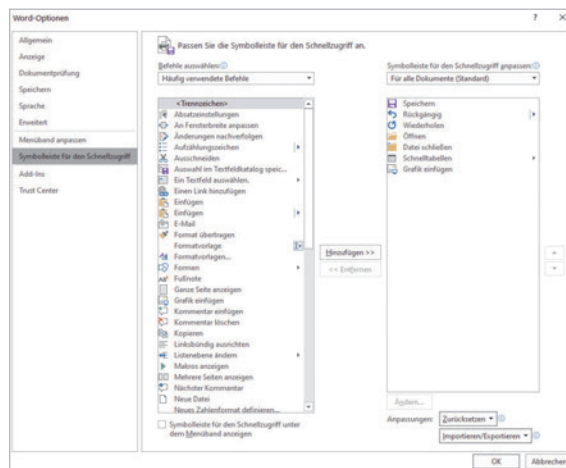 Word-Optionen
? ×
Allgemein
Anzeige
Dokumentprüfung
Speichern
Sprache
Erweitert
Menüband anpassen
Symbolleiste für den Schnellzugriff
Add-Ins
Trust Center
Passen Sie die Symbolleiste für den Schnellzugriff an.
Befehle auswählen:
Häufig verwendete Befehle
<Trennzeichen>
Absatzeinstellungen
An Fensterbreite anpassen
Änderungen nachverfolgen
Aufzählungszeichen
Ausschneiden
Auswahl im Textfeldkatalog speic...
Ein Textfeld auswählen.
Einen Link hinzufügen
Einfügen
Einfügen
E-Mail
Format übertragen
Formatvorlage
Formatvorlagen...
Formen
Fußnote
Ganze Seite anzeigen
Grafik einfügen
Kommentar einfügen
Kommentar löschen
Kopieren
Linksbündig ausrichten
Listenebene ändern
Makros anzeigen
Mehrere Seiten anzeigen
Nächster Kommentar
Neue Datei
Neues Zahlenformat definieren...
Symbolleiste für den Schnellzugriff unter
dem Menüband anzeigen
Hinzufügen >>
<< Entfernen
Symbolleiste für den Schnellzugriff anpassen:
Für alle Dokumente (Standard)
Speichern
Rückgängig
Wiederholen
Öffnen
Datei schließen
Schnelltabellen
Grafik einfügen
Ändern...
Anpassungen:
Zurücksetzen
Importieren/Exportieren
OK
Abbrechen